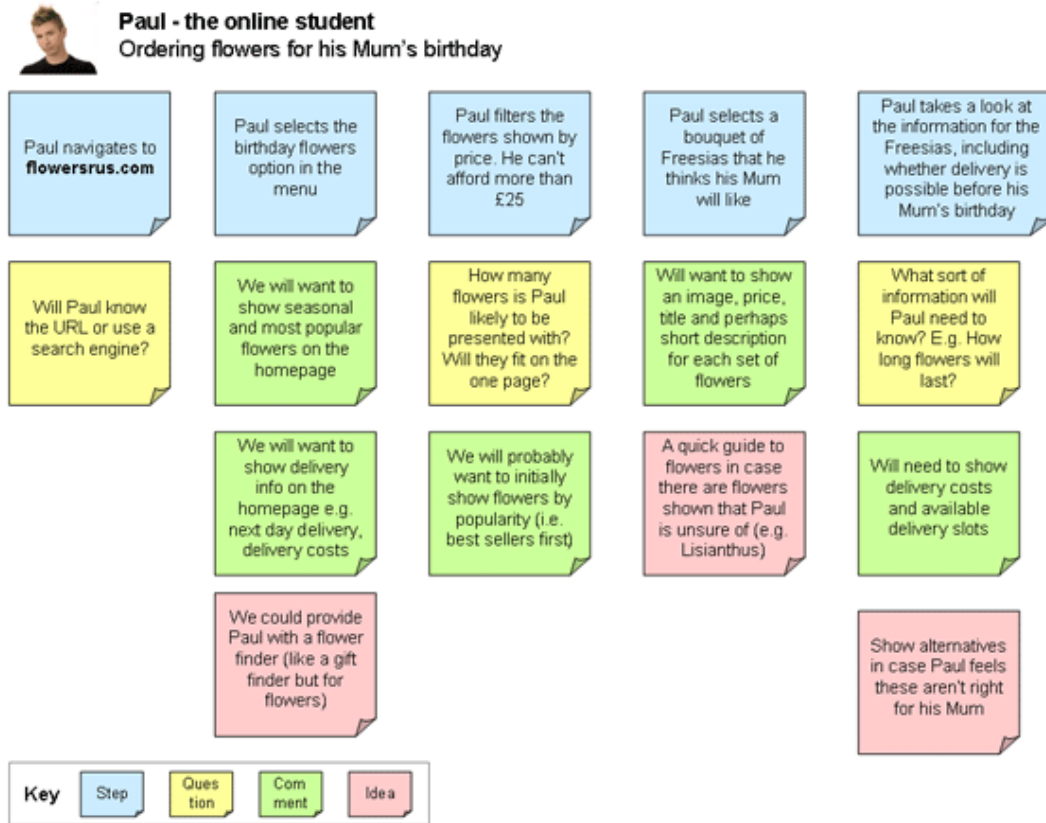 Paul - the online student
Ordering flowers for his Mum's birthday
Paul navigates to
flowersrus.com
Paul selects the
birthday flowers
option in the
menu
Paul filters the
flowers shown by
price. He can't
afford more than
£25
Paul selects a
bouquet of
Freesias that he
thinks his Mum
will like
Paul takes a look at
the information for the
Freesias, including
whether delivery is
possible before his
Mum's birthday
Will Paul know
the URL or use a
search engine?
We will want to
show seasonal
and most popular
flowers on the
homepage
How many
flowers is Paul
likely to be
presented with?
Will they fit on the
one page?
Will want to show
an image, price,
title and perhaps
short description
for each set of
flowers
What sort of
information will
Paul need to
know? E.g. How
long flowers will
last?
We will want to
show delivery
info on the
homepage e.g.
next day delivery,
delivery costs
We will probably
want to initially
show flowers by
popularity (i.e.
best sellers first)
A quick guide to
flowers in case
there are flowers
shown that Paul
is unsure of (e.g.
Lisianthus)
Will need to show
delivery costs
and available
delivery slots
We could provide
Paul with a flower
finder (like a gift
finder but for
flowers)
Show alternatives
in case Paul feels
these aren't right
for his Mum
Key
Step
Ques
tion
Com
ment
Idea